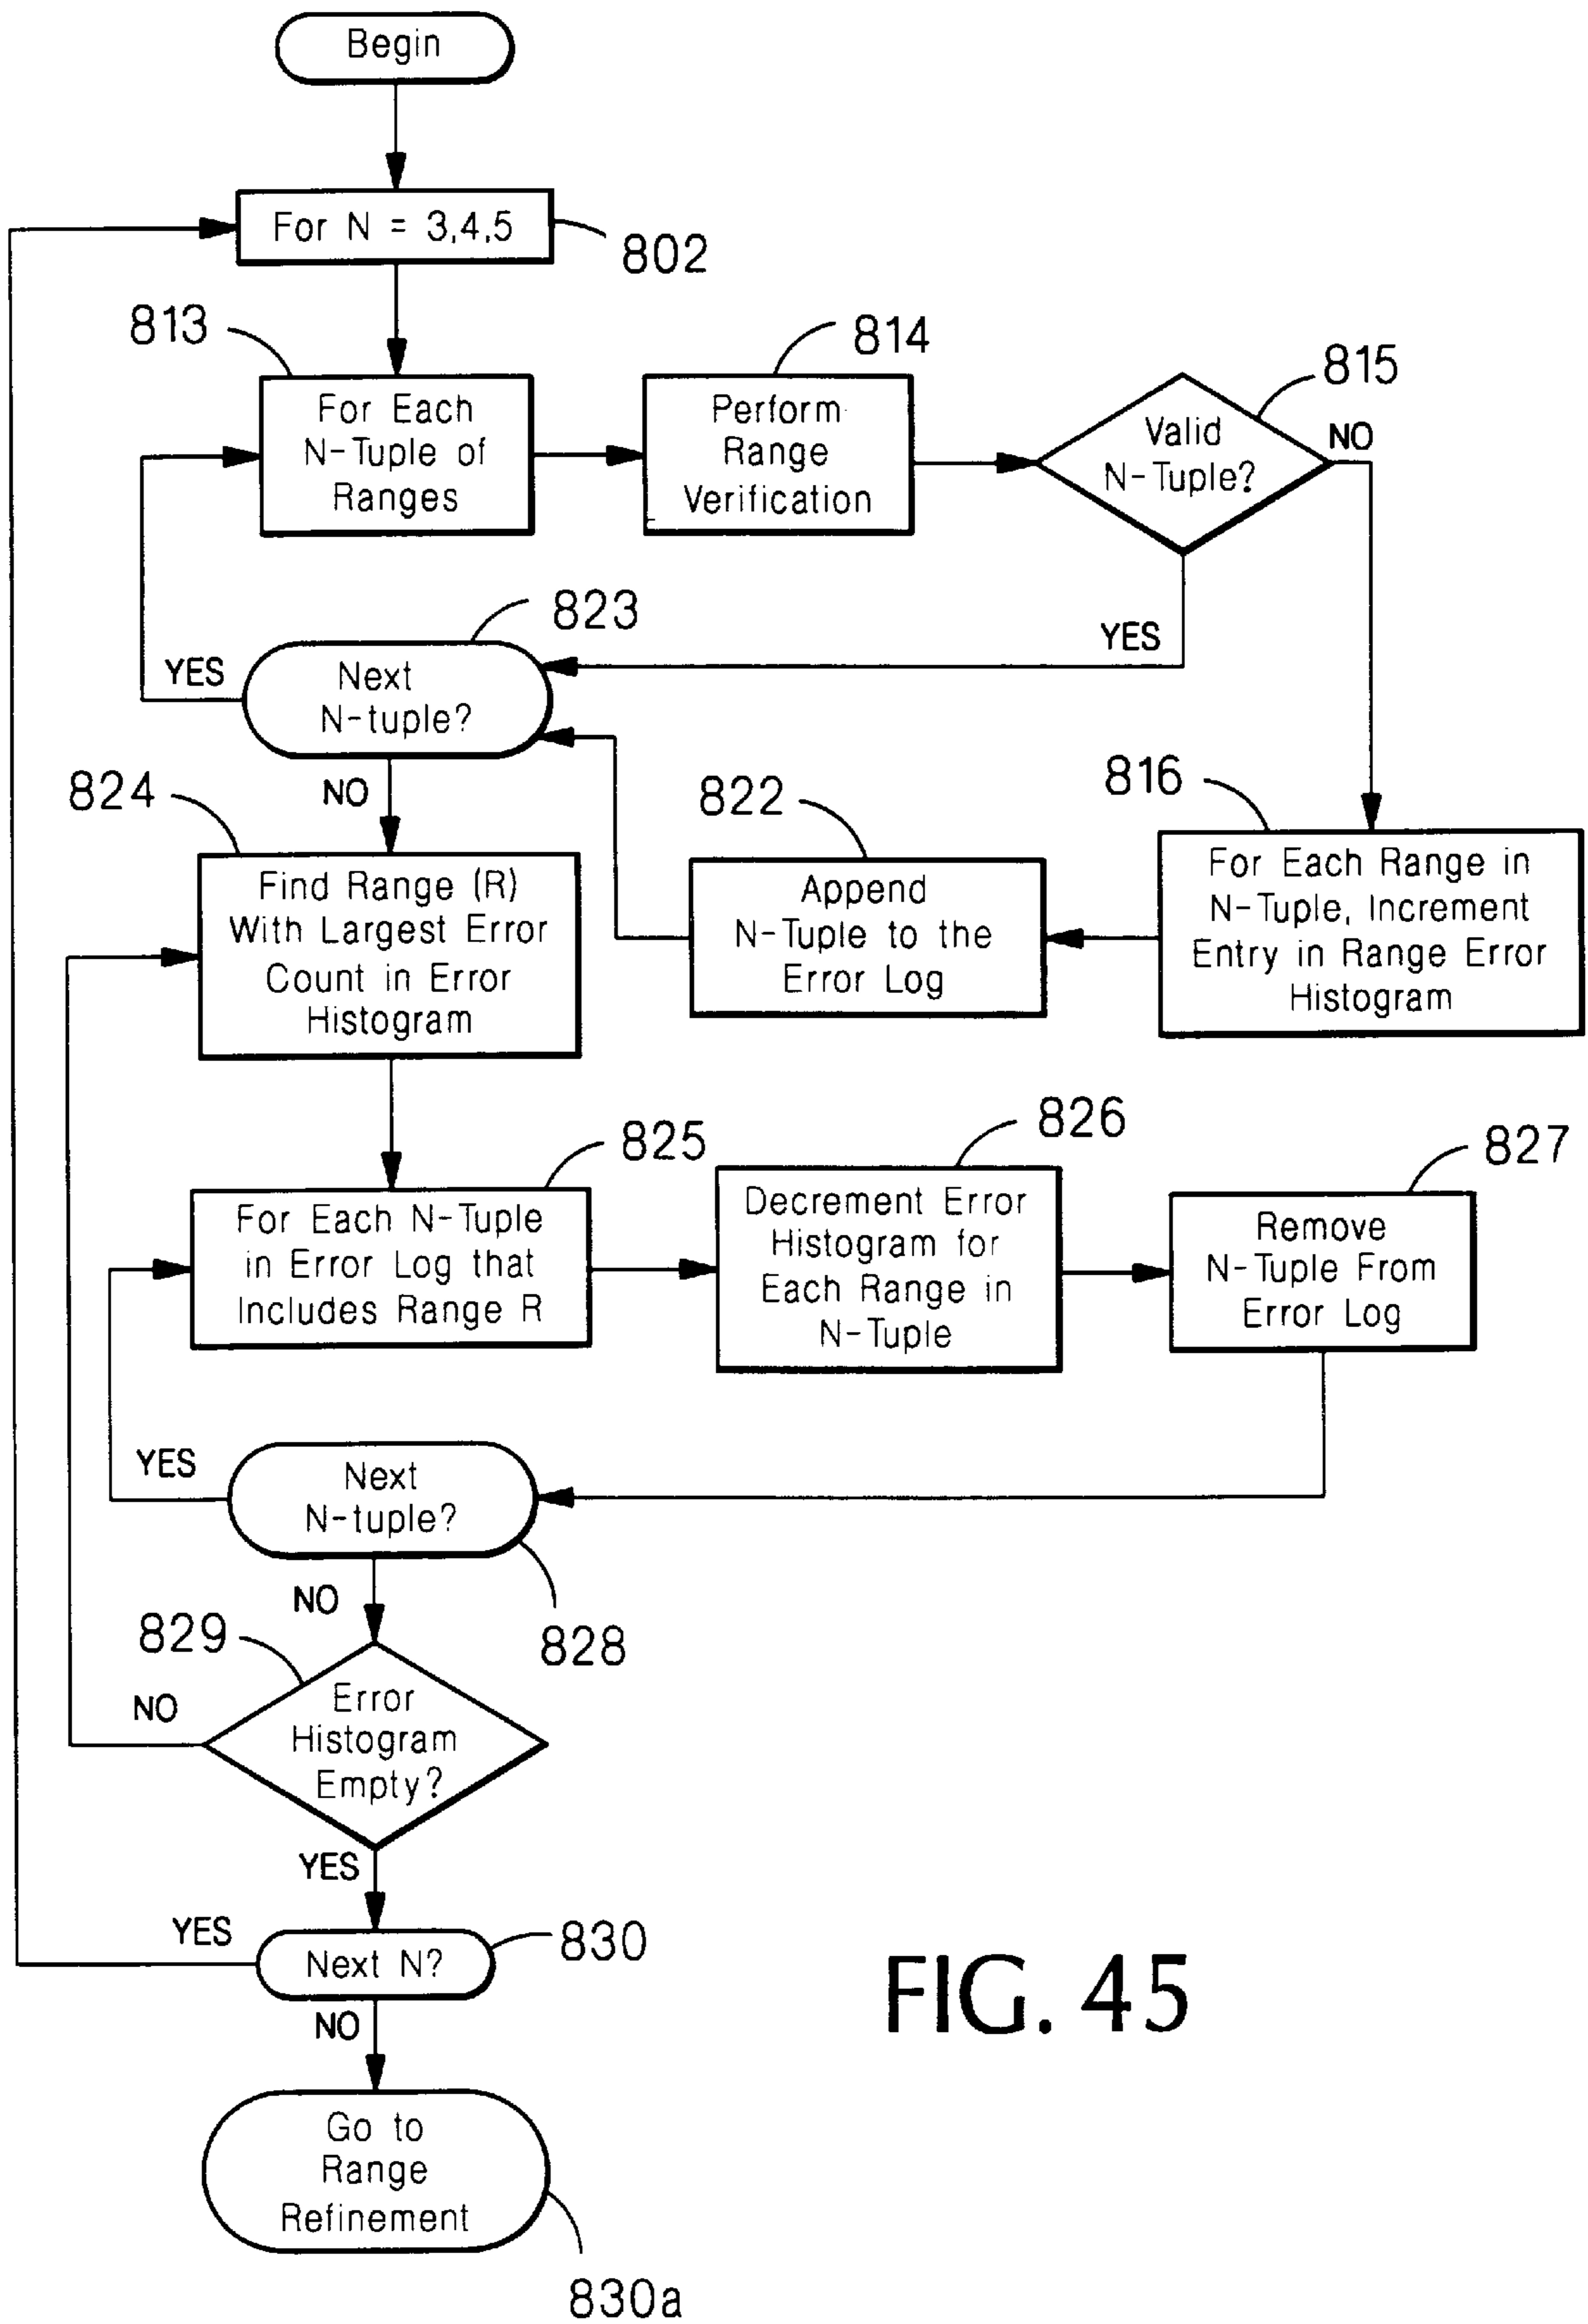 Begin
For N = 3,4,5
802
813
For Each
N-Tuple of
Ranges
814
Perform
Range
Verification
815
Valid
N-Tuple?
NO
YES
823
Next
N-tuple?
YES
NO
816
For Each Range in
N-Tuple, Increment
Entry in Range Error
Histogram
822
Append
N-Tuple to the
Error Log
824
Find Range (R)
With Largest Error
Count in Error
Histogram
825
For Each N-Tuple
in Error Log that
Includes Range R
826
Decrement Error
Histogram for
Each Range in
N-Tuple
827
Remove
N-Tuple From
Error Log
YES
Next
N-tuple?
828
NO
829
Error
Histogram
Empty?
NO
YES
YES
Next N?
830
NO
Go to
Range
Refinement
830a
FIG. 45